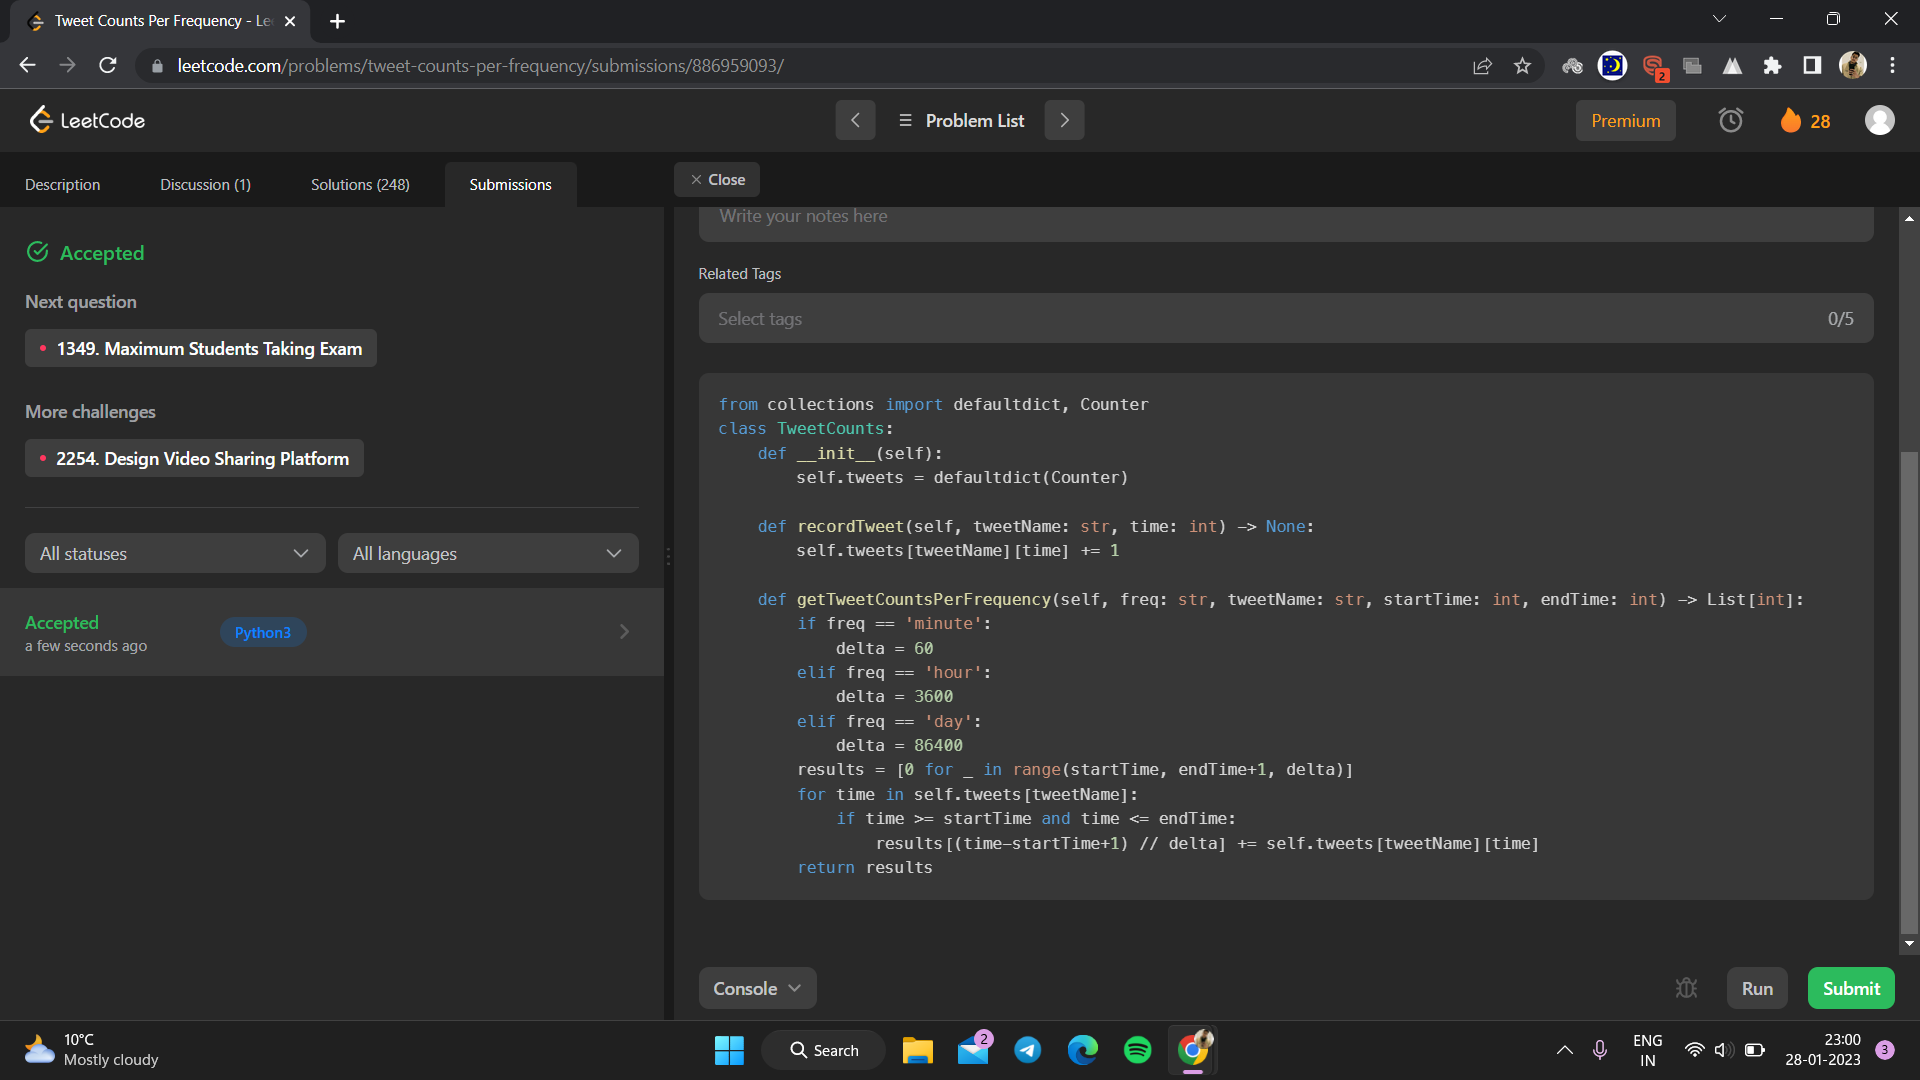 Tweet Counts Per Frequency - Le
leetcode.com/problems/tweet-counts-per-frequency/submissions/886959093/
2
LeetCode
Problem List
Premium
28
Description
Discussion (1)
Solutions (248)
Submissions
Close
Accepted
Next question
1349. Maximum Students Taking Exam
More challenges
2254. Design Video Sharing Platform
All statuses
All languages
Accepted
a few seconds ago
Python3
Write your notes here
Related Tags
Select tags
0/5
from collections import defaultdict, Counter
class TweetCounts:
    def __init__(self):
        self.tweets = defaultdict(Counter)
    def recordTweet(self, tweetName: str, time: int) -> None:
        self.tweets[tweetName][time] += 1
    def getTweetCountsPerFrequency(self, freq: str, tweetName: str, startTime: int, endTime: int) -> List[int]:
        if freq == 'minute':
            delta = 60
        elif freq == 'hour':
            delta = 3600
        elif freq == 'day':
            delta = 86400
        results = [0 for _ in range(startTime, endTime+1, delta)]
        for time in self.tweets[tweetName]:
            if time >= startTime and time <= endTime:
                results[(time-startTime+1) // delta] += self.tweets[tweetName][time]
        return results
Console
Run
Submit
10°C
Mostly cloudy
Search
2
ENG
IN
23:00
28-01-2023
3